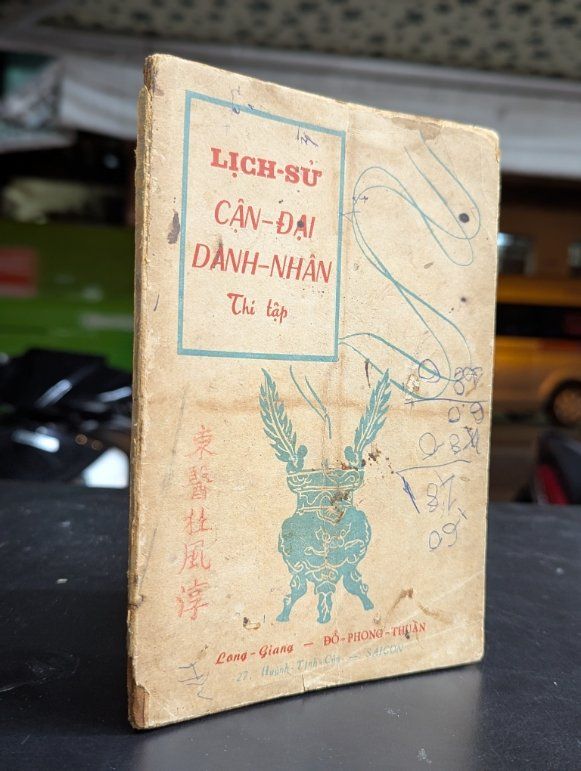 LỊCH-SỬ
CẬN-ĐẠI
DANH-NHÂN
Thi tập
東醫杜風淳
Long-Giang — ĐỖ-PHONG-THUẦN
27, Huỳnh-Tịnh-Của — SAIGON